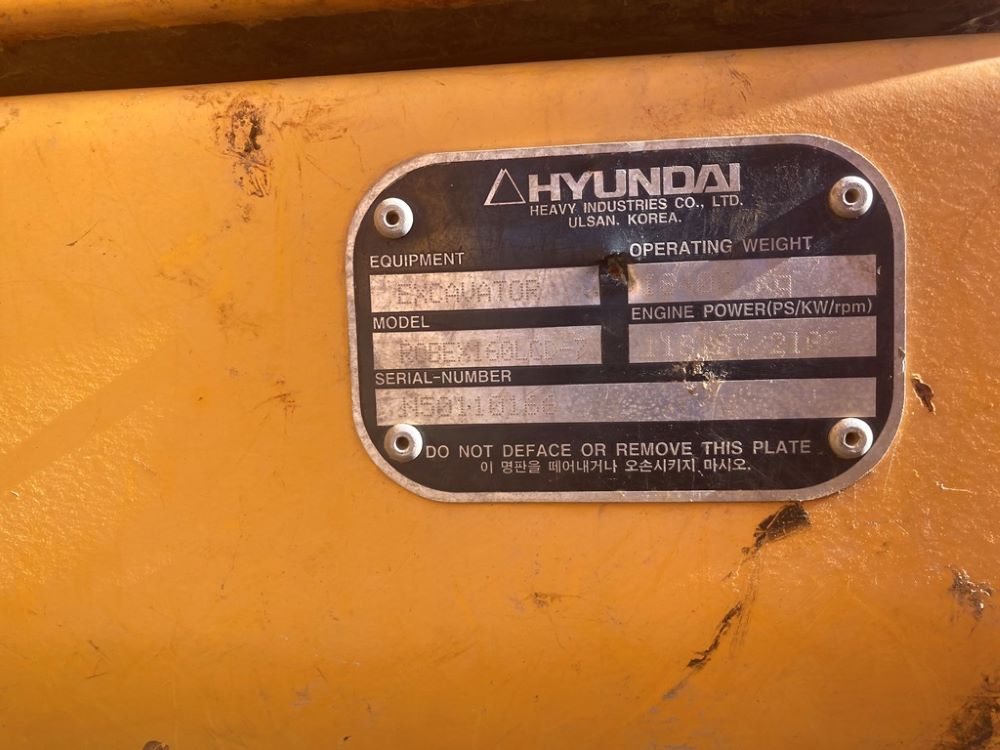 HYUNDAI
HEAVY INDUSTRIES CO., LTD.
ULSAN, KOREA.
EQUIPMENT
OPERATING WEIGHT
EXCAVATOR
MODEL
ENGINE POWER(PS/KW/rpm)
SERIAL-NUMBER
DO NOT DEFACE OR REMOVE THIS PLATE
이 명판을 떼어내거나 오손시키지 마시오.